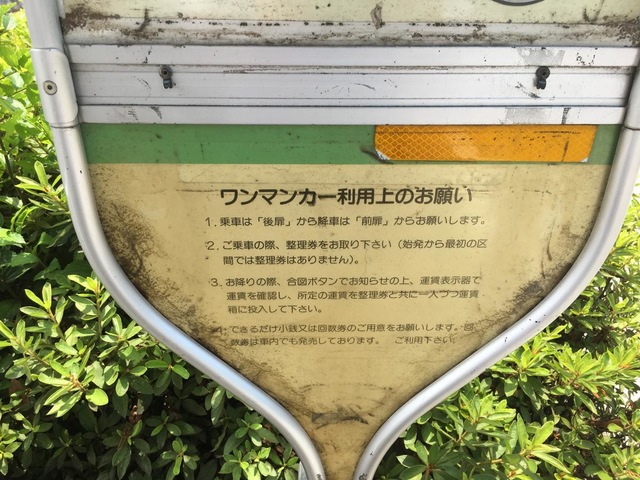 ワンマンカー利用上のお願い
1. 乗車は「後扉」から降車は「前扉」からお願いします。
2. ご乗車の際、整理券をお取り下さい（始発から最初の区
間では整理券はありません）。
3. お降りの際、合図ボタンでお知らせの上、運賃表示器で
運賃を確認し、所定の運賃を整理券と共に一人づつ運賃
箱に投入して下さい。
4. できるだけ小銭又は回数券のご用意をお願いします。回
数券は車内でも発売しております。 ご利用下さい。